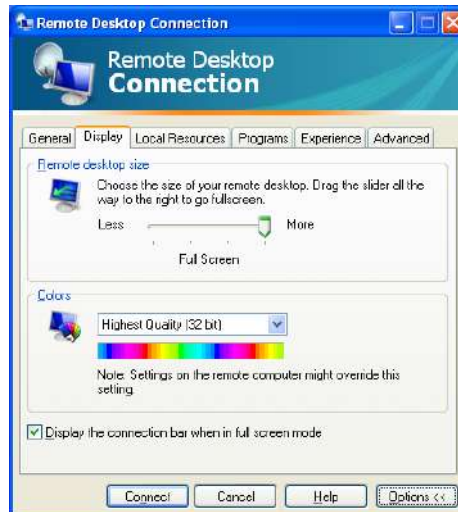 Remote Desktop Connection
Remote Desktop
Connection
General Display Local Resources Programs Experience Advanced
Remote desktop size
Choose the size of your remote desktop. Drag the slider all the
way to the right to go fullscreen.
Less More
Full Screen
Colors
Highest Quality (32 bit)
Note: Settings on the remote computer might override this
setting.
Display the connection bar when in full screen mode
Connect Cancel Help Options <<